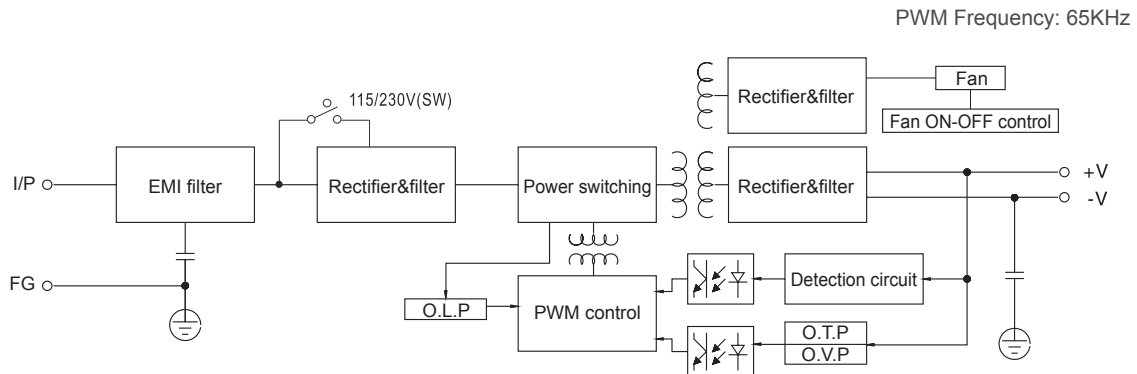 PWM Frequency: 65KHz
115/230V(SW)
Rectifier&filter
Fan
Fan ON-OFF control
I/P
EMI filter
Rectifier&filter
Power switching
Rectifier&filter
+V
-V
FG
O.L.P
PWM control
Detection circuit
O.T.P
O.V.P